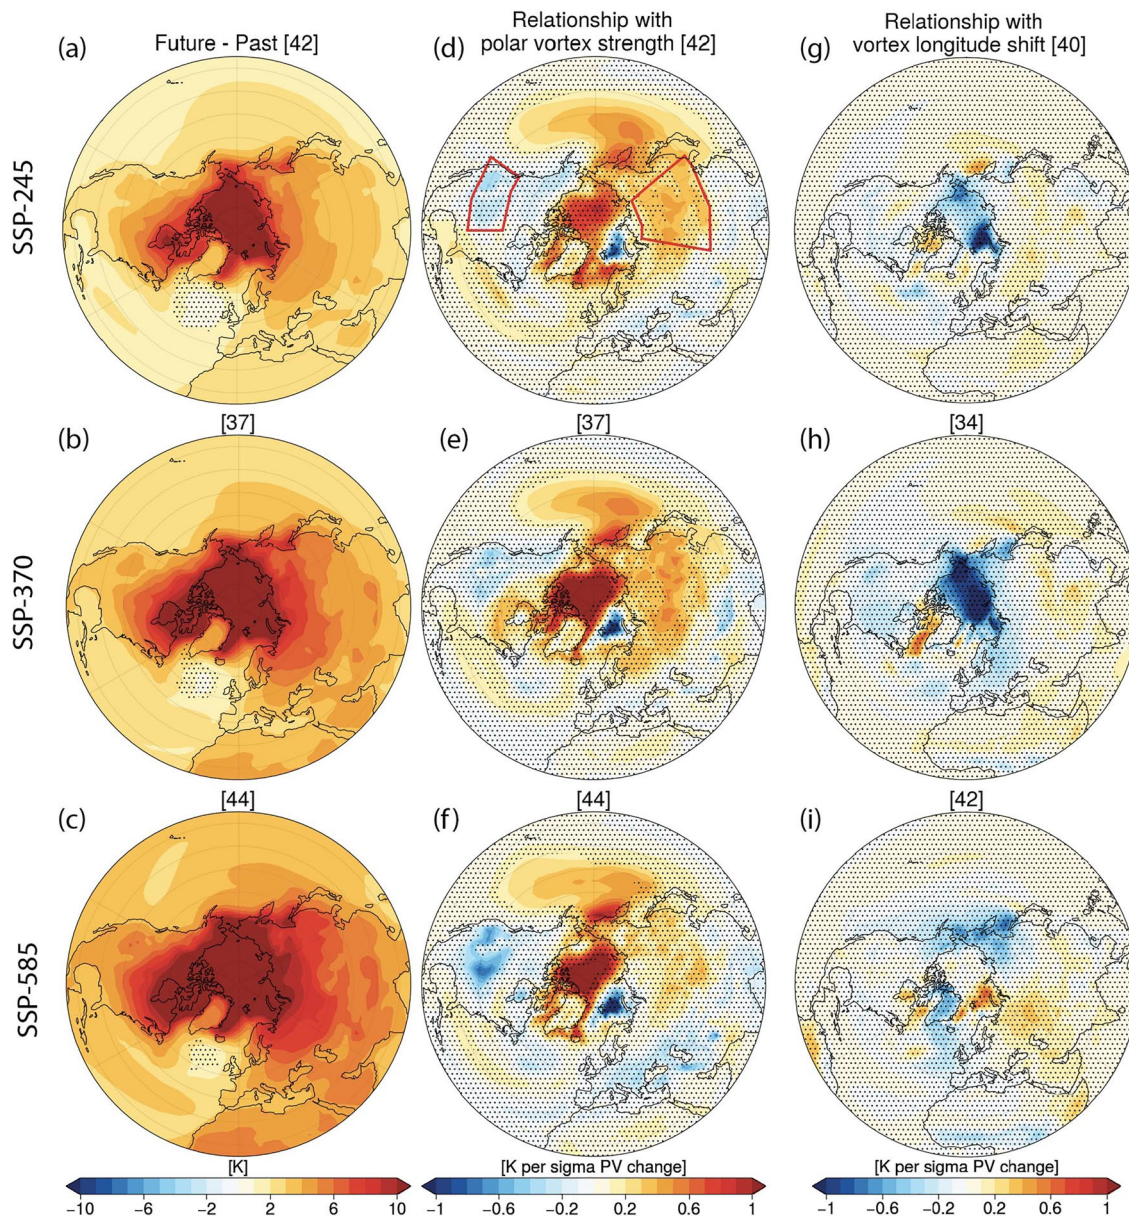 (a)
Future - Past [42]
(d)
Relationship with
polar vortex strength [42]
(g)
Relationship with
vortex longitude shift [40]
SSP-245
(b)
[37]
(e)
[37]
(h)
[34]
SSP-370
(c)
[44]
(f)
[44]
(i)
[42]
SSP-585
[K]
−10 −6 −2 2 6 10
[K per sigma PV change]
−1 −0.6 −0.2 0.2 0.6 1
[K per sigma PV change]
−1 −0.6 −0.2 0.2 0.6 1